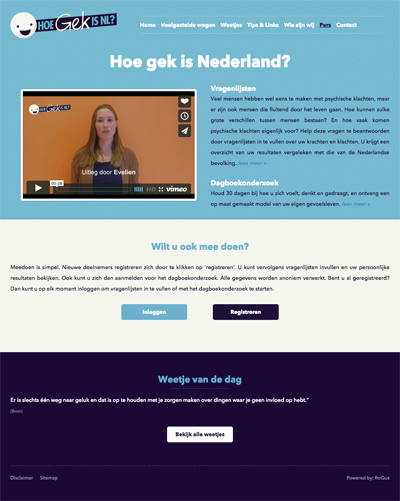 HOE Gek IS NL?
Home Veelgestelde vragen Weetjes Tips & Links Wie zijn wij Pers Contact
Hoe gek is Nederland?
HOE Gek IS NL?
Uitleg door Evelien
00:28
HD
vimeo
Vragenlijsten
Veel mensen hebben wel eens te maken met psychische klachten, maar
er zijn ook mensen die fluitend door het leven gaan. Hoe kunnen zulke
grote verschillen tussen mensen bestaan? En hoe vaak komen
psychische klachten eigenlijk voor? Help deze vragen te beantwoorden
door vragenlijsten in te vullen over uw krachten en klachten. U krijgt een
overzicht van uw resultaten vergeleken met die van de Nederlandse
bevolking. lees meer »
Dagboekonderzoek
Houd 30 dagen bij hoe u zich voelt, denkt en gedraagt, en ontvang een
op maat gemaakt model van uw eigen gevoelsleven. lees meer »
Wilt u ook mee doen?
Meedoen is simpel. Nieuwe deelnemers registreren zich door te klikken op 'registreren'. U kunt vervolgens vragenlijsten invullen en uw persoonlijke
resultaten bekijken. Ook kunt u zich dan aanmelden voor het dagboekonderzoek. Alle gegevens worden anoniem verwerkt. Bent u al geregistreerd?
Dan kunt u op elk moment inloggen om vragenlijsten in te vullen of met het dagboekonderzoek te starten.
Inloggen Registreren
Weetje van de dag
Er is slechts één weg naar geluk en dat is op te houden met je zorgen maken over dingen waar je geen invloed op hebt."
(Bron)
Bekijk alle weetjes
Disclaimer Sitemap Powered by: RoQua